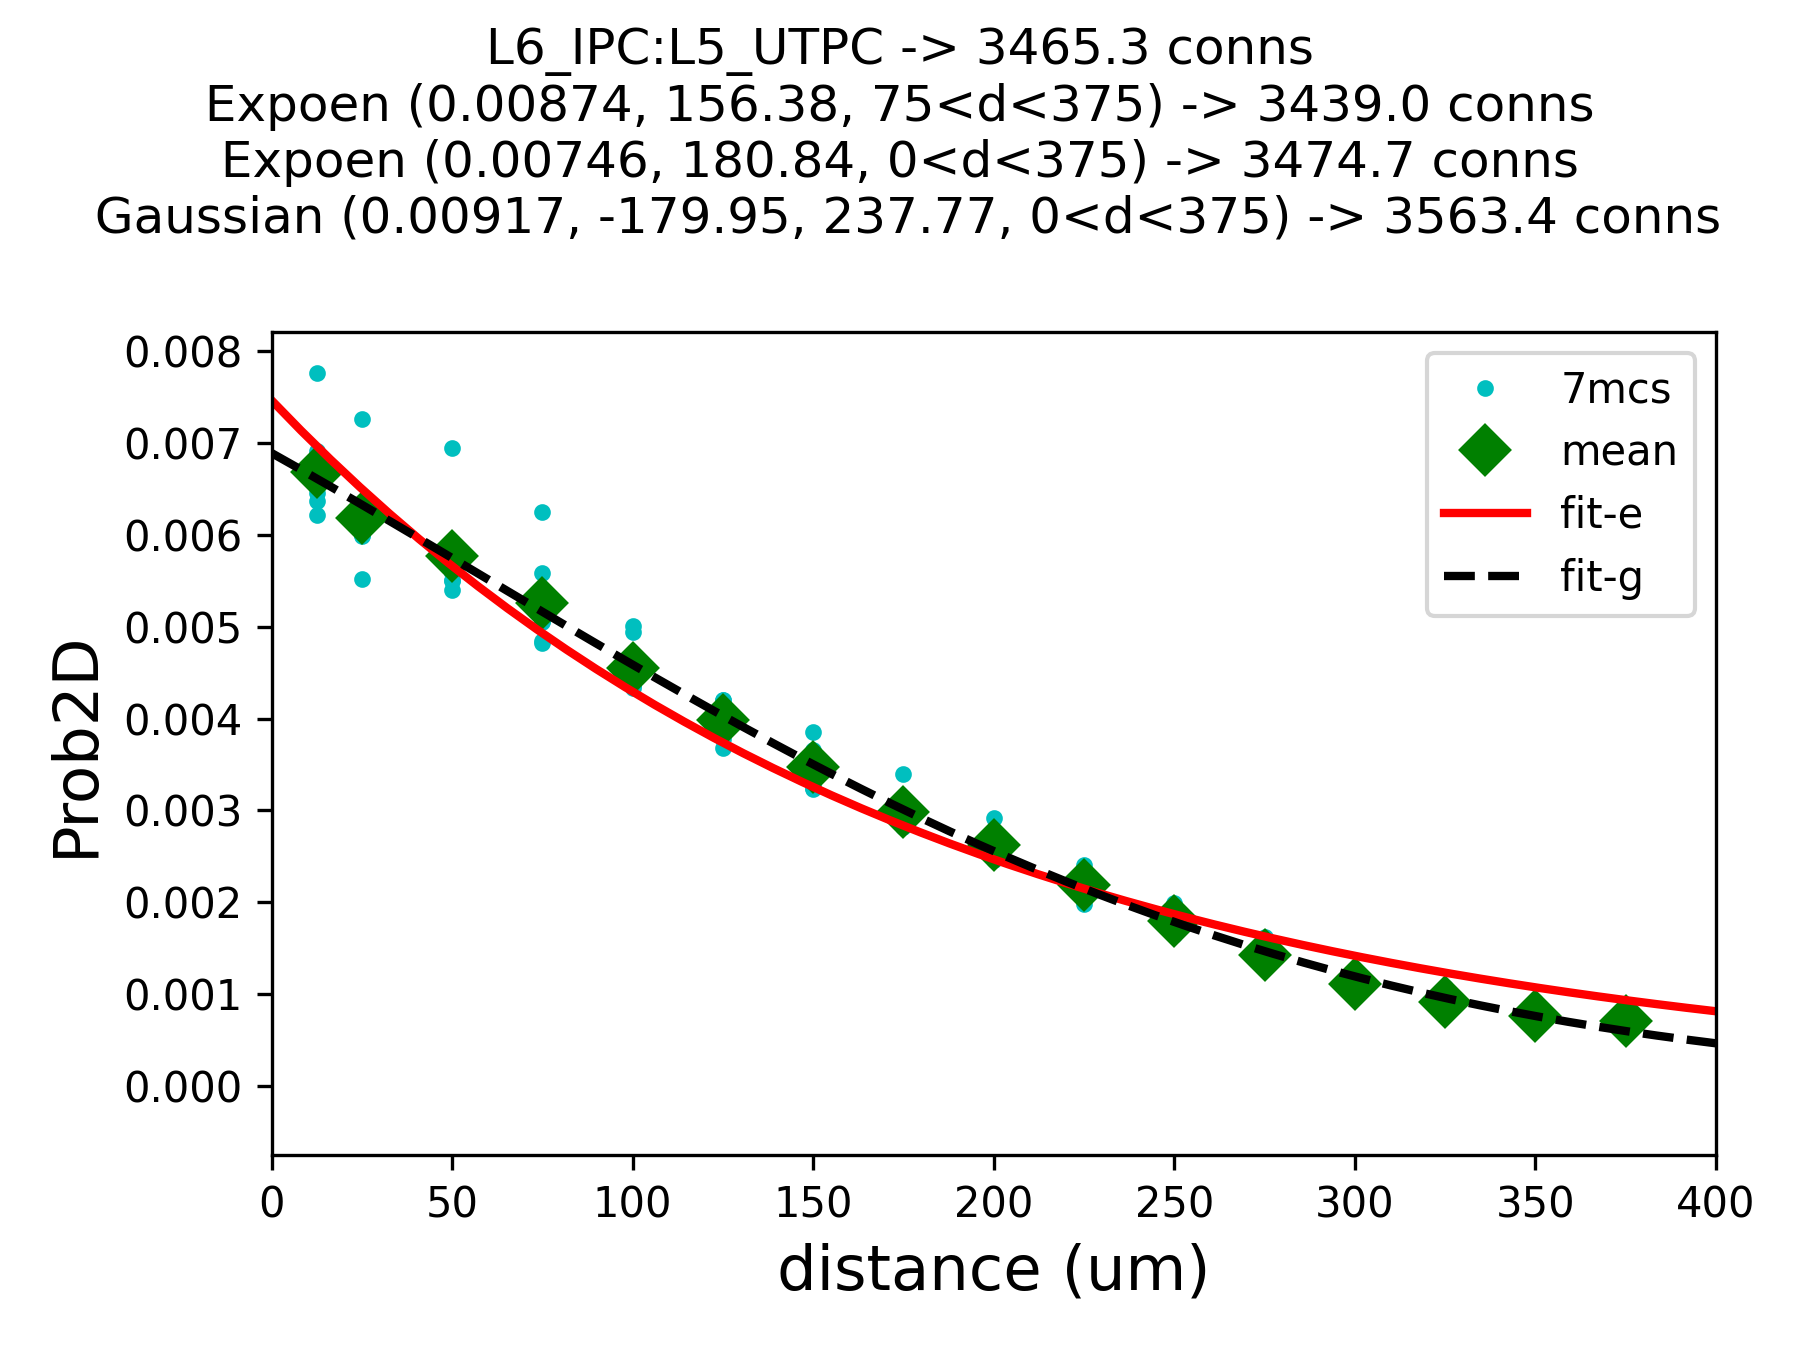 L6_IPC:L5_UTPC -> 3465.3 conns
Expoen (0.00874, 156.38, 75<d<375) -> 3439.0 conns
Expoen (0.00746, 180.84, 0<d<375) -> 3474.7 conns
Gaussian (0.00917, -179.95, 237.77, 0<d<375) -> 3563.4 conns
0.008
0.007
0.006
0.005
0.004
0.003
0.002
0.001
0.000
Prob2D
7mcs
mean
fit-e
fit-g
0 50 100 150 200 250 300 350 400
distance (um)